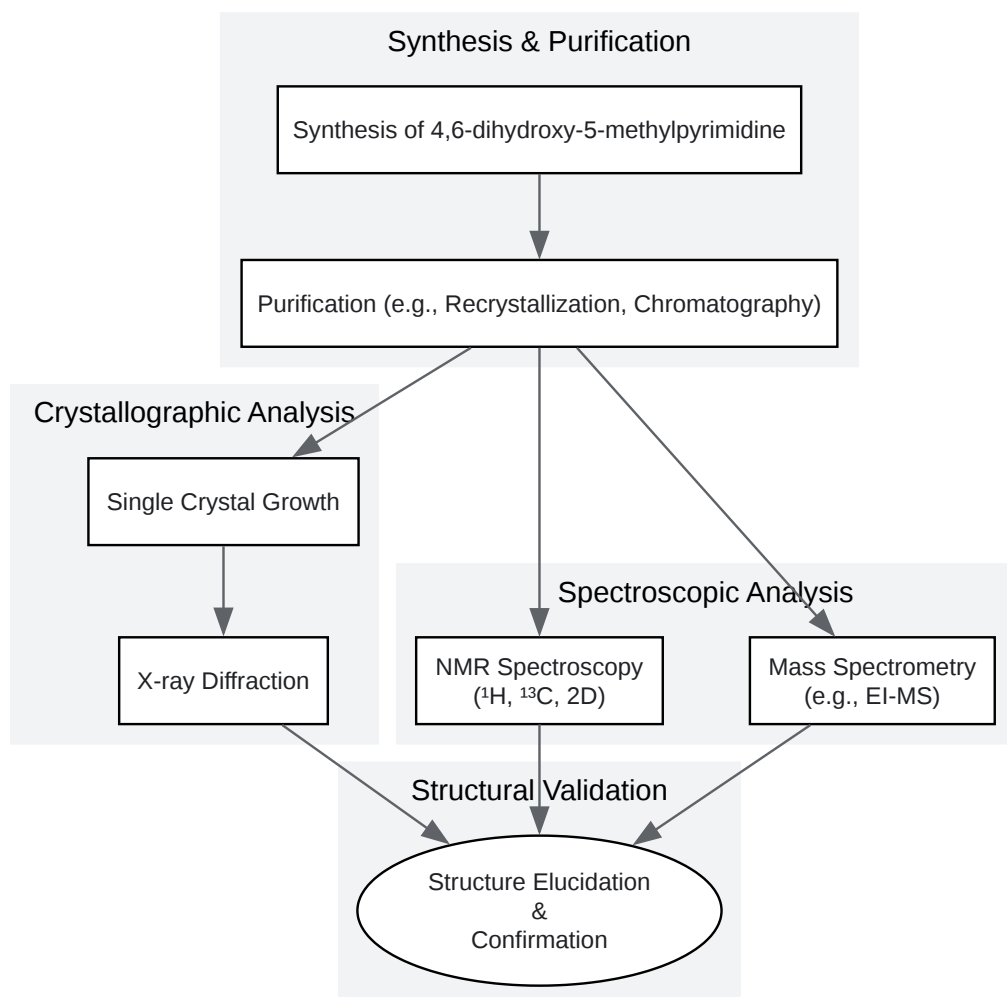 Synthesis & Purification
Synthesis of 4,6-dihydroxy-5-methylpyrimidine
Purification (e.g., Recrystallization, Chromatography)
Crystallographic Analysis
Single Crystal Growth
X-ray Diffraction
Spectroscopic Analysis
NMR Spectroscopy
(¹H, ¹³C, 2D)
Mass Spectrometry
(e.g., EI-MS)
Structural Validation
Structure Elucidation
&
Confirmation